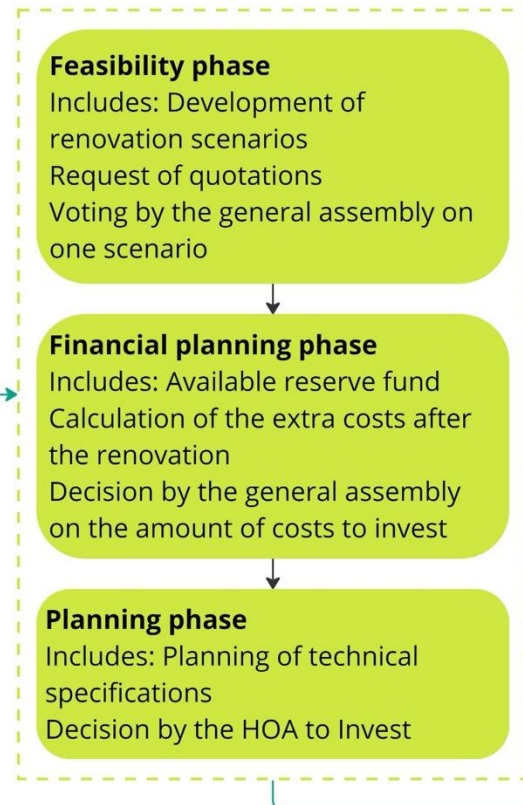 Feasibility phase
Includes: Development of
renovation scenarios
Request of quotations
Voting by the general assembly on
one scenario
Financial planning phase
Includes: Available reserve fund
Calculation of the extra costs after
the renovation
Decision by the general assembly
on the amount of costs to invest
Planning phase
Includes: Planning of technical
specifications
Decision by the HOA to Invest